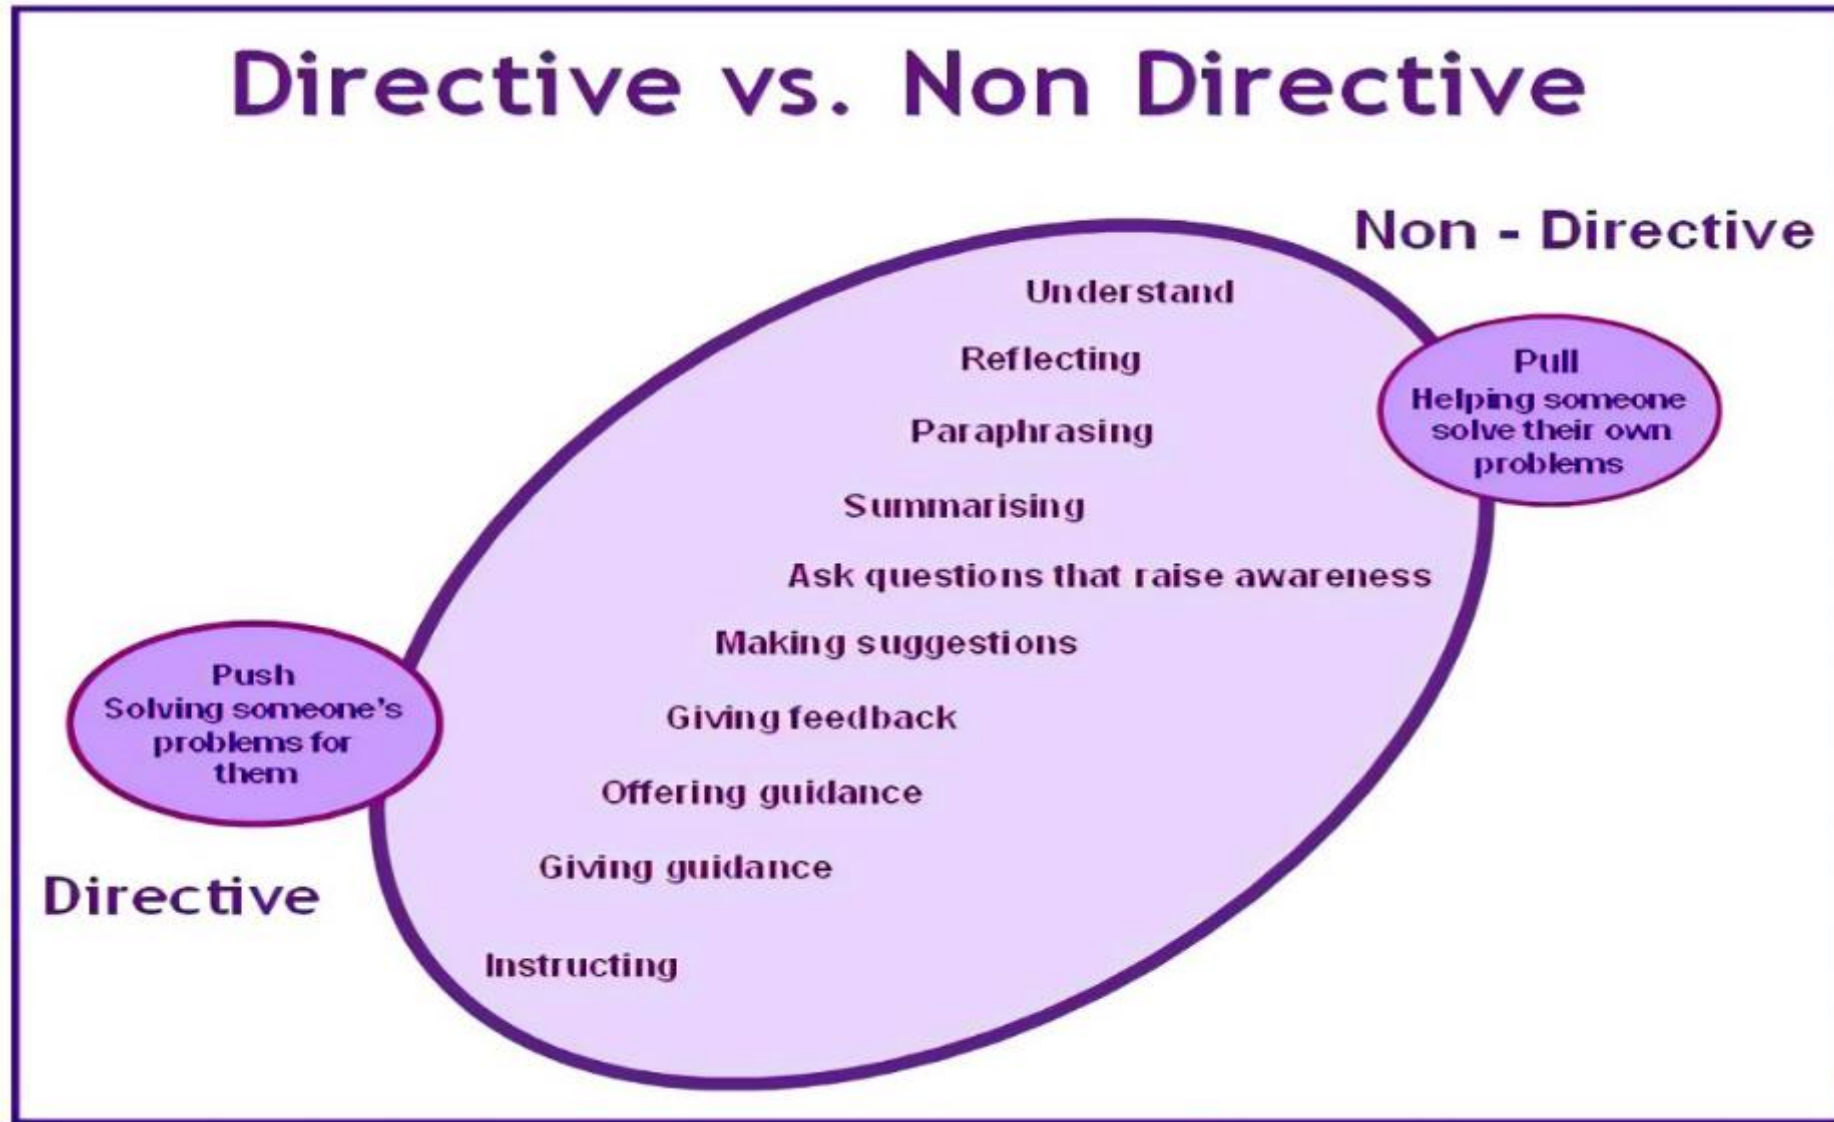 Directive vs. Non Directive
Non - Directive
Understand
Reflecting
Pull
Helping someone
solve their own
problems
Paraphrasing
Summarising
Ask questions that raise awareness
Making suggestions
Push
Solving someone's
problems for
them
Giving feedback
Offering guidance
Giving guidance
Directive
Instructing